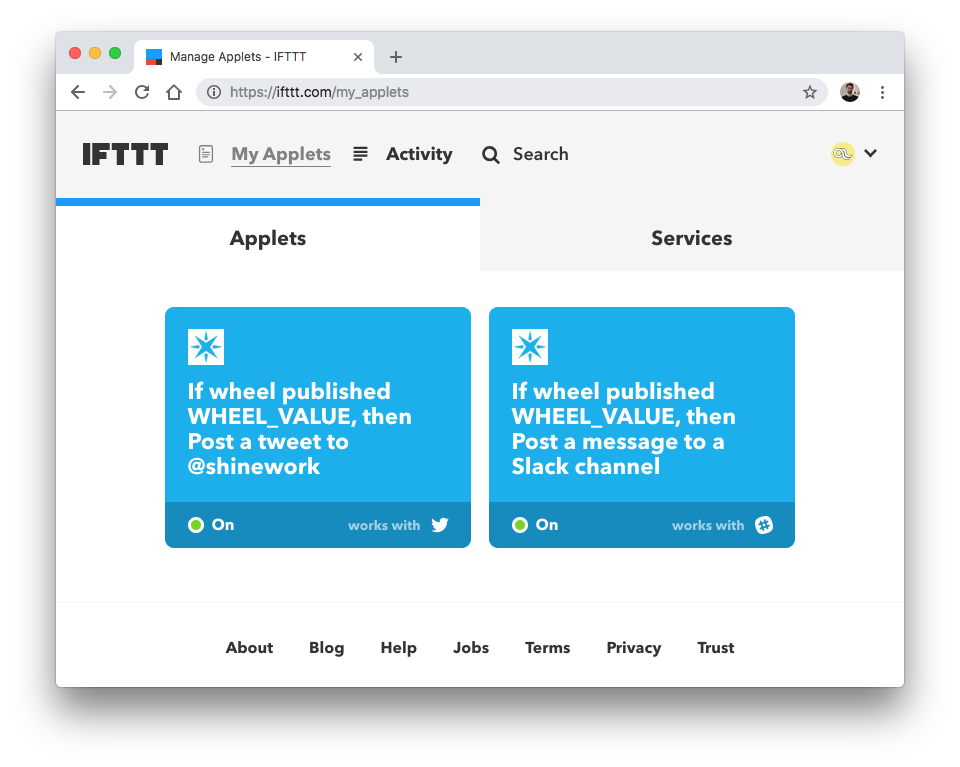 Manage Applets - IFTTT
https://ifttt.com/my_applets
IFTTT
My Applets
Activity
Search
Applets
Services
If wheel published
WHEEL_VALUE, then
Post a tweet to
@shinework
On
works with
If wheel published
WHEEL_VALUE, then
Post a message to a
Slack channel
On
works with
About
Blog
Help
Jobs
Terms
Privacy
Trust